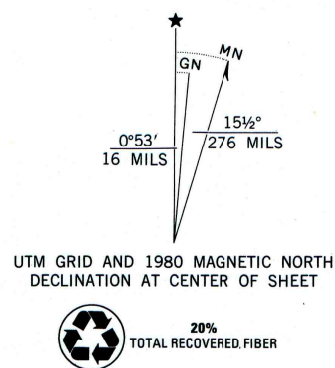 MN
GN
0°53′
16 MILS
15½°
276 MILS
UTM GRID AND 1980 MAGNETIC NORTH
DECLINATION AT CENTER OF SHEET
20%
TOTAL RECOVERED FIBER